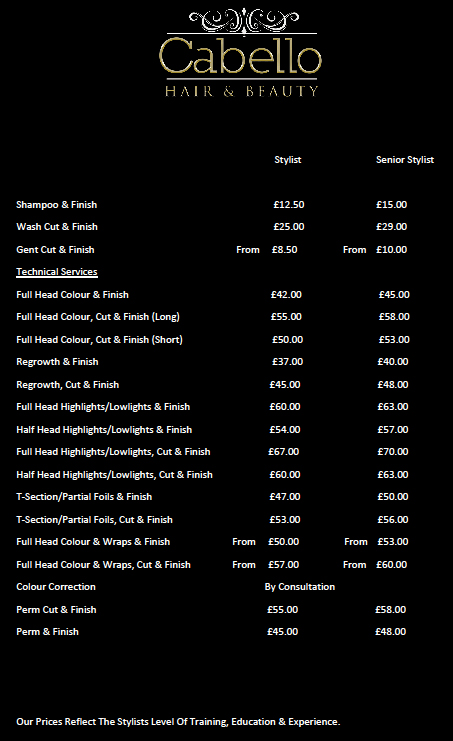 Cabello
HAIR & BEAUTY
Stylist Senior Stylist
Shampoo & Finish £12.50 £15.00
Wash Cut & Finish £25.00 £29.00
Gent Cut & Finish From £8.50 From £10.00
Technical Services
Full Head Colour & Finish £42.00 £45.00
Full Head Colour, Cut & Finish (Long) £55.00 £58.00
Full Head Colour, Cut & Finish (Short) £50.00 £53.00
Regrowth & Finish £37.00 £40.00
Regrowth, Cut & Finish £45.00 £48.00
Full Head Highlights/Lowlights & Finish £60.00 £63.00
Half Head Highlights/Lowlights & Finish £54.00 £57.00
Full Head Highlights/Lowlights, Cut & Finish £67.00 £70.00
Half Head Highlights/Lowlights, Cut & Finish £60.00 £63.00
T-Section/Partial Foils & Finish £47.00 £50.00
T-Section/Partial Foils, Cut & Finish £53.00 £56.00
Full Head Colour & Wraps & Finish From £50.00 From £53.00
Full Head Colour & Wraps, Cut & Finish From £57.00 From £60.00
Colour Correction By Consultation
Perm Cut & Finish £55.00 £58.00
Perm & Finish £45.00 £48.00
Our Prices Reflect The Stylists Level Of Training, Education & Experience.